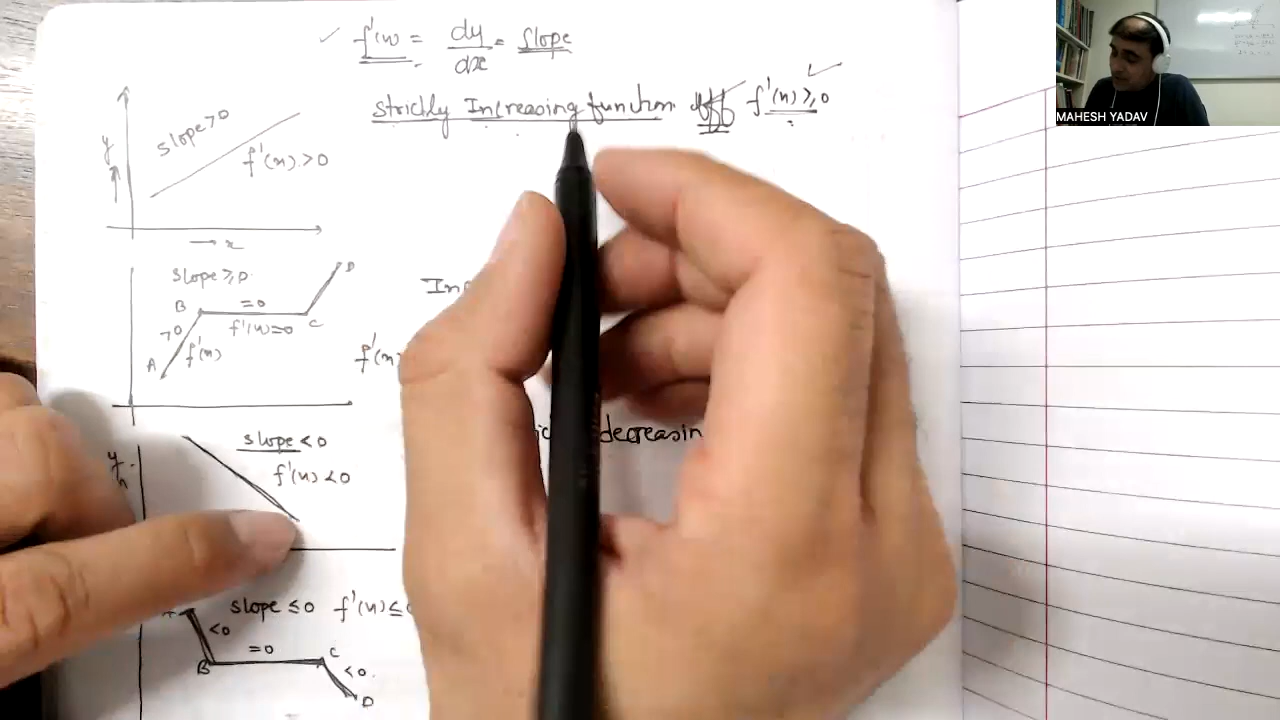 f'(x) = dy/dx = slope
strictly Increasing function iff f'(x) ≥ 0
MAHESH YADAV
y
slope > 0
f'(x) > 0
x
slope ≥ 0
D
B
= 0
C
> 0
f'(x) = 0
A
f'(x)
In
f'(x)
decreasin
y
slope < 0
f'(x) < 0
slope ≤ 0 f'(x) ≤
< 0
= 0
C
B
< 0
D